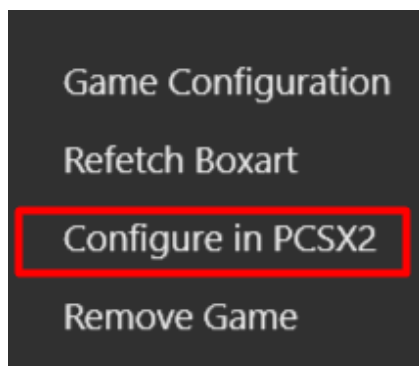 Game Configuration
Refetch Boxart
Configure in PCSX2
Remove Game